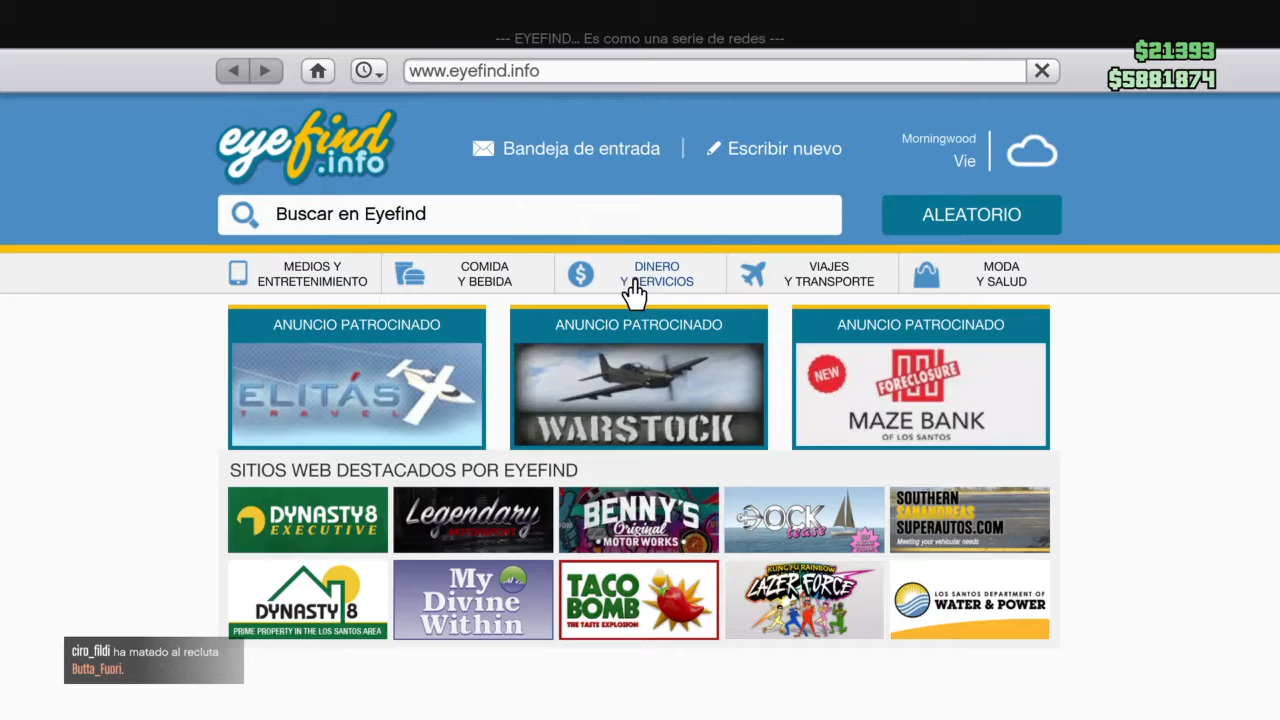 --- EYEFIND... Es como una serie de redes ---
$21393
www.eyefind.info
$5881874
eyefind
.info
Bandeja de entrada
Escribir nuevo
Morningwood
Vie
Buscar en Eyefind
ALEATORIO
MEDIOS Y
ENTRETENIMIENTO
COMIDA
Y BEBIDA
DINERO
Y SERVICIOS
VIAJES
Y TRANSPORTE
MODA
Y SALUD
ANUNCIO PATROCINADO
ELITÁS
TRAVEL
ANUNCIO PATROCINADO
WARSTOCK
ANUNCIO PATROCINADO
NEW
FORECLOSURE
MAZE BANK
OF LOS SANTOS
SITIOS WEB DESTACADOS POR EYEFIND
DYNASTY8
EXECUTIVE
Legendary
MOTORSPORT
BENNY'S
Original
MOTOR WORKS
DOCK
tease
SOUTHERN
SANANDREAS
SUPERAUTOS.COM
Meeting your vehicular needs
DYNASTY 8
PRIME PROPERTY IN THE LOS SANTOS AREA
My
Divine
Within
TACO
BOMB
THE TASTE EXPLOSION
KUNG FU RAINBOW
LAZER FORCE
LOS SANTOS DEPARTMENT OF
WATER & POWER
ciro_fildi ha matado al recluta
Butta_Fuori.